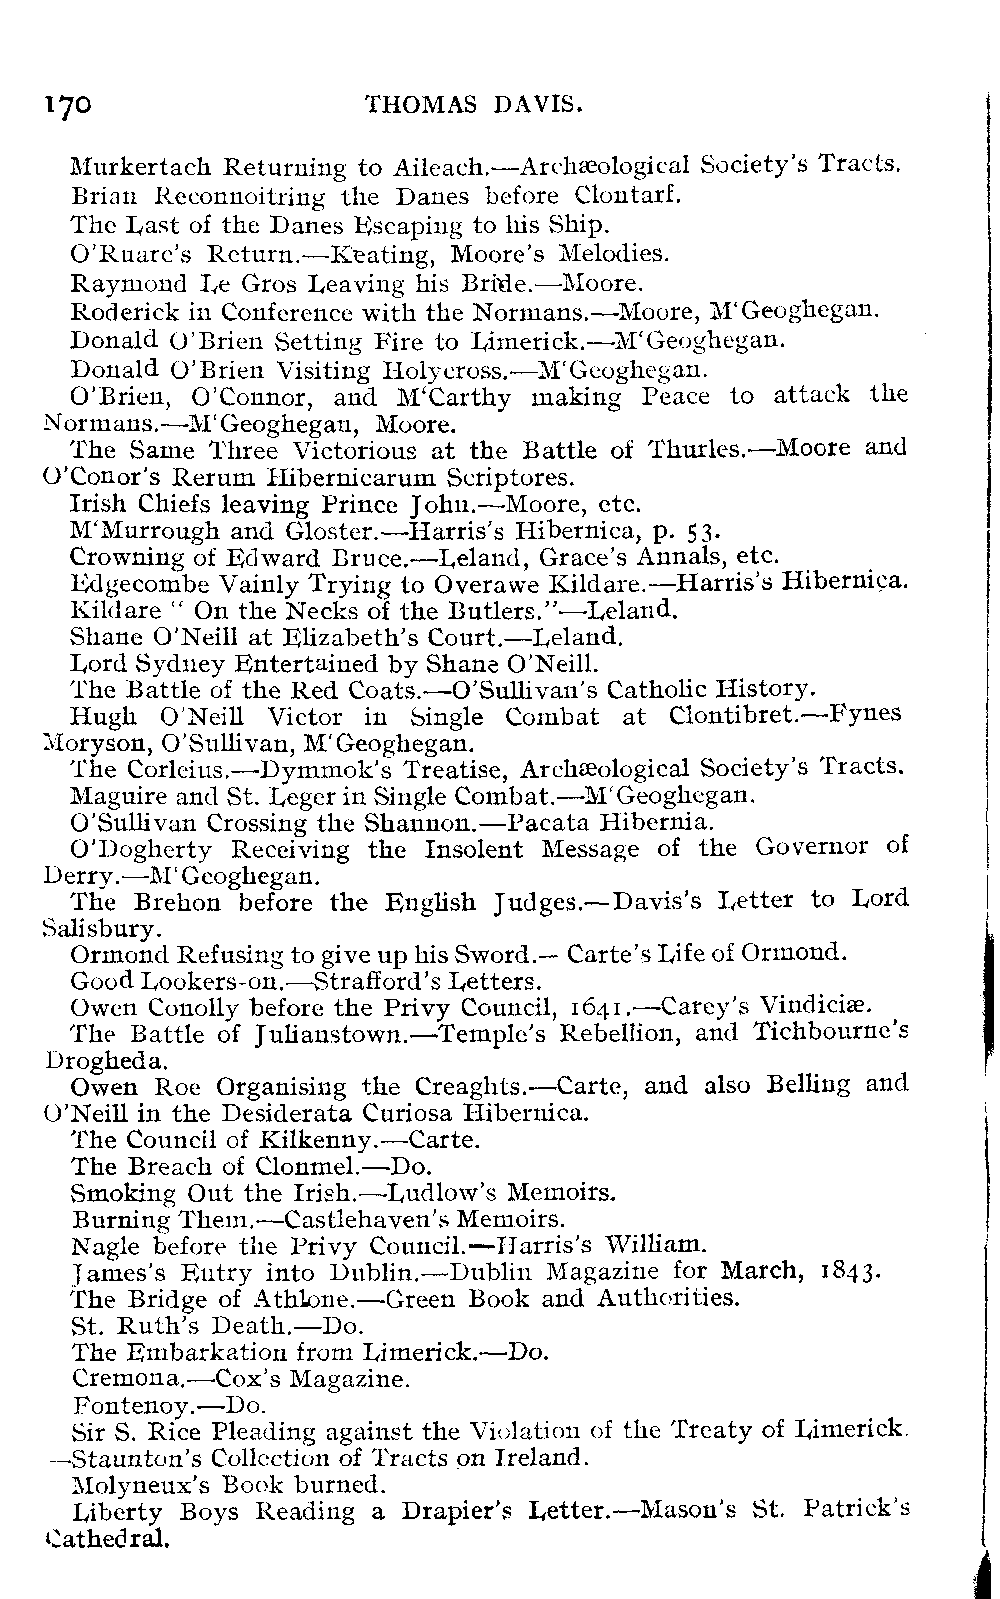 170 THOMAS DAVIS.
Murkertach Returning to Aileach.—Archæological Society's Tracts.
Brian Reconnoitring the Danes before Clontarf.
The Last of the Danes Escaping to his Ship.
O'Ruarc's Return.—Keating, Moore's Melodies.
Raymond Le Gros Leaving his Bride.—Moore.
Roderick in Conference with the Normans.—Moore, M'Geoghegan.
Donald O'Brien Setting Fire to Limerick.—M'Geoghegan.
Donald O'Brien Visiting Holycross.—M'Geoghegan.
O'Brien, O'Connor, and M'Carthy making Peace to attack the
Normans.—M'Geoghegan, Moore.
The Same Three Victorious at the Battle of Thurles.—Moore and
O'Conor's Rerum Hibernicarum Scriptores.
Irish Chiefs leaving Prince John.—Moore, etc.
M'Murrough and Gloster.—Harris's Hibernica, p. 53.
Crowning of Edward Bruce.—Leland, Grace's Annals, etc.
Edgecombe Vainly Trying to Overawe Kildare.—Harris's Hibernica.
Kildare " On the Necks of the Butlers."—Leland.
Shane O'Neill at Elizabeth's Court.—Leland.
Lord Sydney Entertained by Shane O'Neill.
The Battle of the Red Coats.—O'Sullivan's Catholic History.
Hugh O'Neill Victor in Single Combat at Clontibret.—Fynes
Moryson, O'Sullivan, M'Geoghegan.
The Corleius.—Dymmok's Treatise, Archæological Society's Tracts.
Maguire and St. Leger in Single Combat.—M'Geoghegan.
O'Sullivan Crossing the Shannon.—Pacata Hibernia.
O'Dogherty Receiving the Insolent Message of the Governor of
Derry.—M'Geoghegan.
The Brehon before the English Judges.—Davis's Letter to Lord
Salisbury.
Ormond Refusing to give up his Sword.—Carte's Life of Ormond.
Good Lookers-on.—Strafford's Letters.
Owen Conolly before the Privy Council, 1641.—Carey's Vindiciæ.
The Battle of Julianstown.—Temple's Rebellion, and Tichbourne's
Drogheda.
Owen Roe Organising the Creaghts.—Carte, and also Belling and
O'Neill in the Desiderata Curiosa Hibernica.
The Council of Kilkenny.—Carte.
The Breach of Clonmel.—Do.
Smoking Out the Irish.—Ludlow's Memoirs.
Burning Them.—Castlehaven's Memoirs.
Nagle before the Privy Council.—Harris's William.
James's Entry into Dublin.—Dublin Magazine for March, 1843.
The Bridge of Athlone.—Green Book and Authorities.
St. Ruth's Death.—Do.
The Embarkation from Limerick.—Do.
Cremona.—Cox's Magazine.
Fontenoy.—Do.
Sir S. Rice Pleading against the Violation of the Treaty of Limerick.
—Staunton's Collection of Tracts on Ireland.
Molyneux's Book burned.
Liberty Boys Reading a Drapier's Letter.—Mason's St. Patrick's
Cathedral.